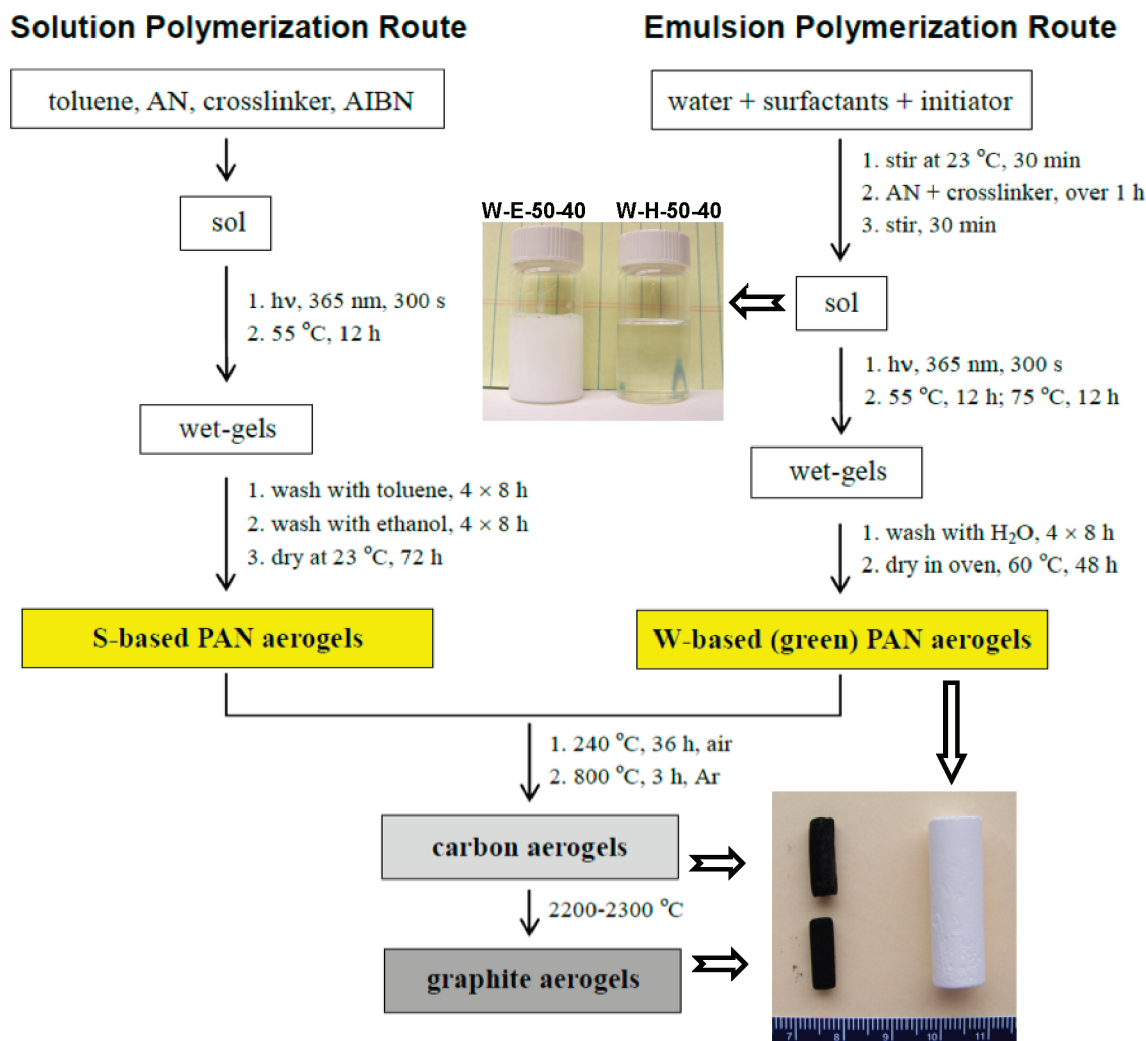 Solution Polymerization Route
Emulsion Polymerization Route
toluene, AN, crosslinker, AIBN
water + surfactants + initiator
1. stir at 23 °C, 30 min
2. AN + crosslinker, over 1 h
3. stir, 30 min
sol
W-E-50-40
W-H-50-40
sol
1. hν, 365 nm, 300 s
2. 55 °C, 12 h
1. hν, 365 nm, 300 s
2. 55 °C, 12 h; 75 °C, 12 h
wet-gels
wet-gels
1. wash with toluene, 4 × 8 h
2. wash with ethanol, 4 × 8 h
3. dry at 23 °C, 72 h
1. wash with H₂O, 4 × 8 h
2. dry in oven, 60 °C, 48 h
S-based PAN aerogels
W-based (green) PAN aerogels
1. 240 °C, 36 h, air
2. 800 °C, 3 h, Ar
carbon aerogels
2200-2300 °C
graphite aerogels
7 8 9 10 11